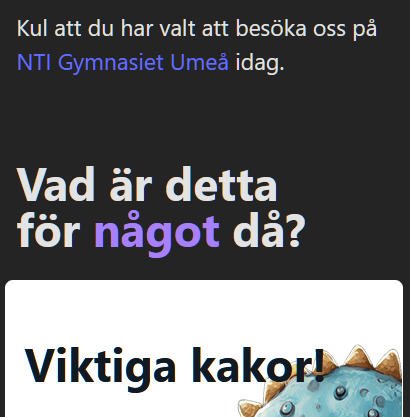 Kul att du har valt att besöka oss på
NTI Gymnasiet Umeå idag.
Vad är detta
för något då?
Viktiga kakor!